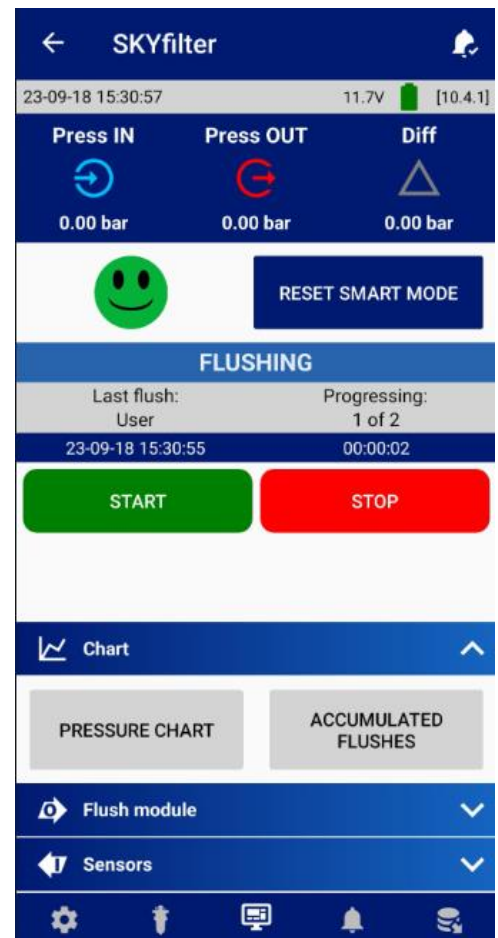 SKYfilter
23-09-18 15:30:57 11.7V [10.4.1]
Press IN Press OUT Diff
0.00 bar 0.00 bar 0.00 bar
RESET SMART MODE
FLUSHING
Last flush: Progressing:
User 1 of 2
23-09-18 15:30:55 00:00:02
START STOP
Chart
PRESSURE CHART
ACCUMULATED
FLUSHES
Flush module
Sensors